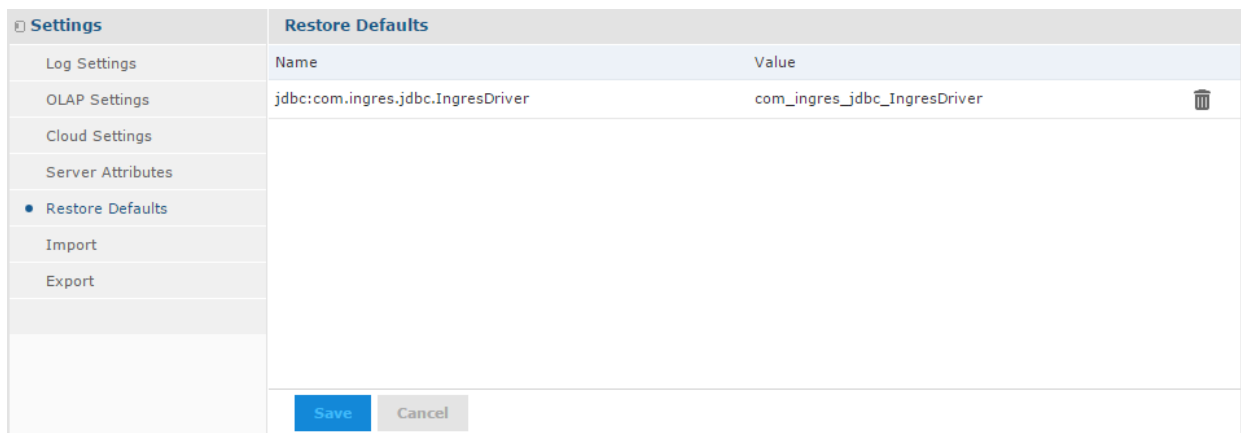 Settings
Log Settings
OLAP Settings
Cloud Settings
Server Attributes
Restore Defaults
Import
Export
Restore Defaults
Name Value
jdbc:com.ingres.jdbc.IngresDriver com_ingres_jdbc_IngresDriver
Save Cancel